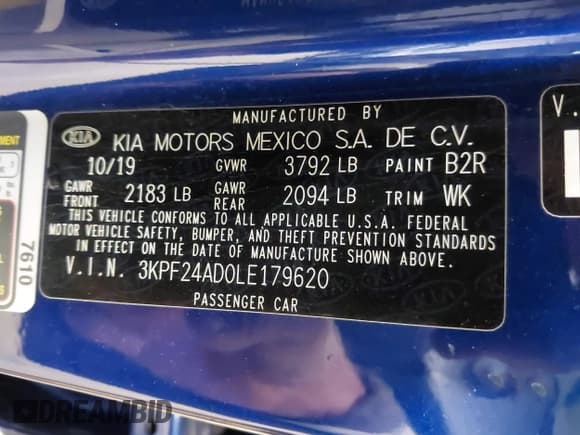 MANUFACTURED BY
KIA KIA MOTORS MEXICO S.A. DE C.V.
10/19 GVWR 3792 LB PAINT B2R
GAWR FRONT 2183 LB GAWR REAR 2094 LB TRIM WK
THIS VEHICLE CONFORMS TO ALL APPLICABLE U.S.A. FEDERAL
MOTOR VEHICLE SAFETY, BUMPER, AND THEFT PREVENTION STANDARDS
IN EFFECT ON THE DATE OF MANUFACTURE SHOWN ABOVE.
V.I.N. 3KPF24AD0LE179620
PASSENGER CAR
7610
V.
DREAMBID